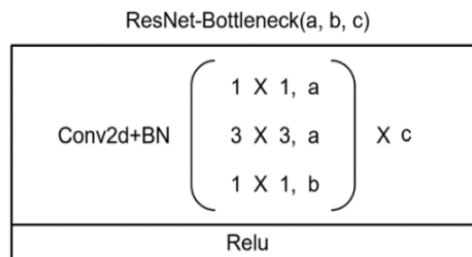 ResNet-Bottleneck(a, b, c)
1 X 1, a
Conv2d+BN 3 X 3, a X c
1 X 1, b
Relu